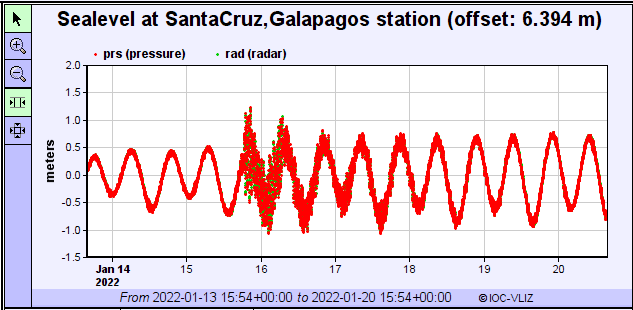 Sealevel at SantaCruz,Galapagos station (offset: 6.394 m)
prs (pressure) rad (radar)
2.0
1.5
1.0
0.5
0.0
-0.5
-1.0
-1.5
meters
Jan 14 15 16 17 18 19 20
2022
From 2022-01-13 15:54+00:00 to 2022-01-20 15:54+00:00 ©IOC-VLIZ